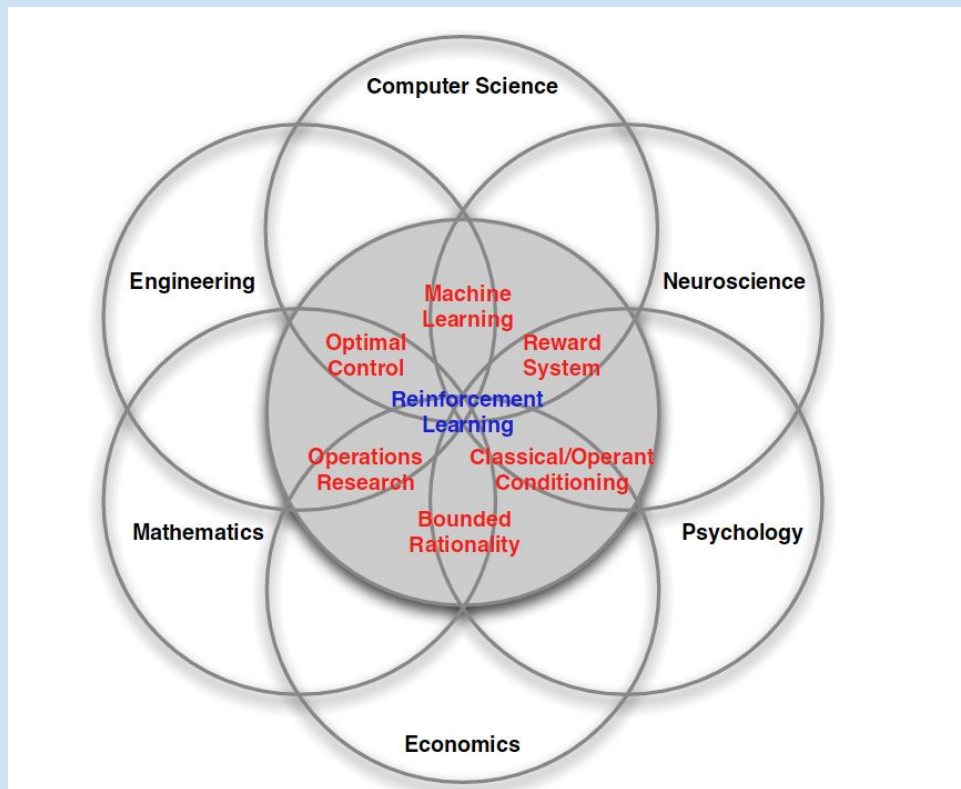 Computer Science
Engineering
Neuroscience
Machine
Learning
Optimal
Control
Reward
System
Reinforcement
Learning
Operations
Research
Classical/Operant
Conditioning
Bounded
Rationality
Mathematics
Psychology
Economics